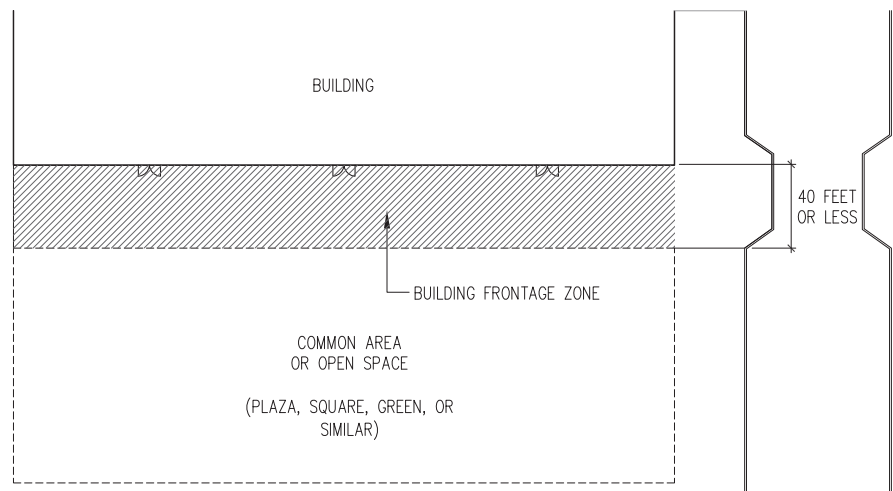 BUILDING
40 FEET
OR LESS
BUILDING FRONTAGE ZONE
COMMON AREA
OR OPEN SPACE
(PLAZA, SQUARE, GREEN, OR
SIMILAR)